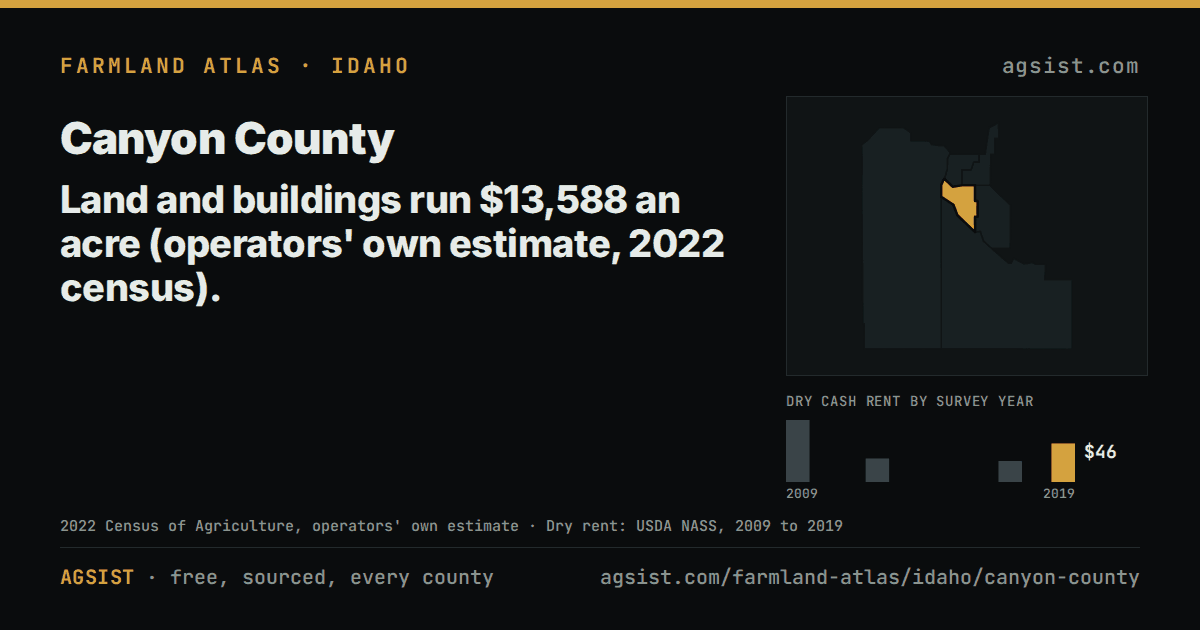 FARMLAND ATLAS · IDAHO
agsist.com
Canyon County
Land and buildings run $13,588 an
acre (operators' own estimate, 2022
census).
DRY CASH RENT BY SURVEY YEAR
$46
2009
2019
2022 Census of Agriculture, operators' own estimate · Dry rent: USDA NASS, 2009 to 2019
AGSIST · free, sourced, every county
agsist.com/farmland-atlas/idaho/canyon-county